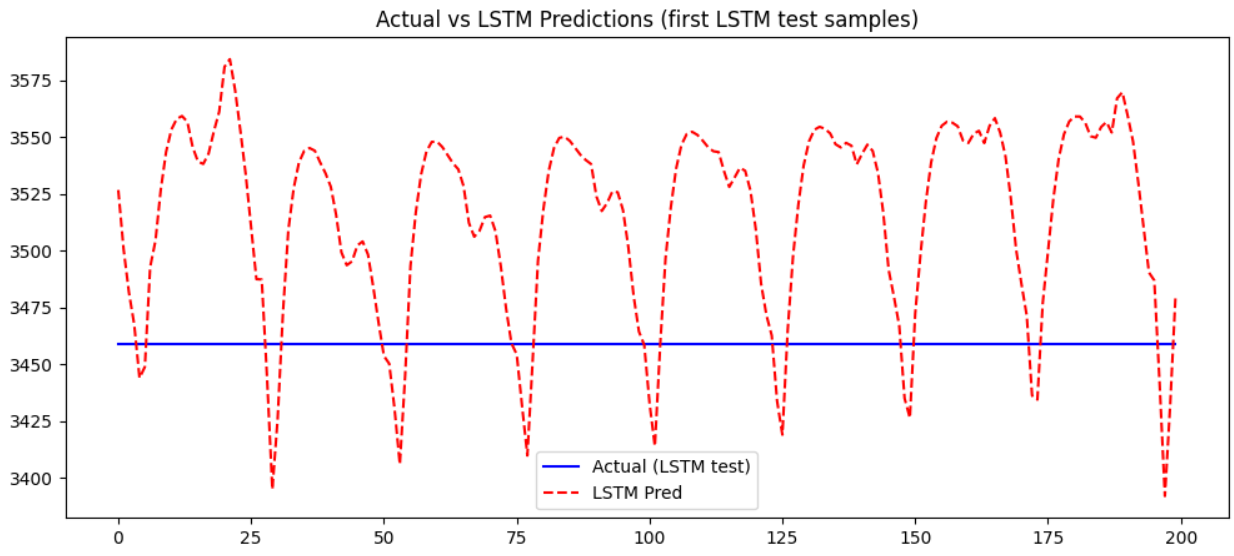 Actual vs LSTM Predictions (first LSTM test samples)
3575
3550
3525
3500
3475
3450
3425
3400
Actual (LSTM test)
LSTM Pred
0 25 50 75 100 125 150 175 200